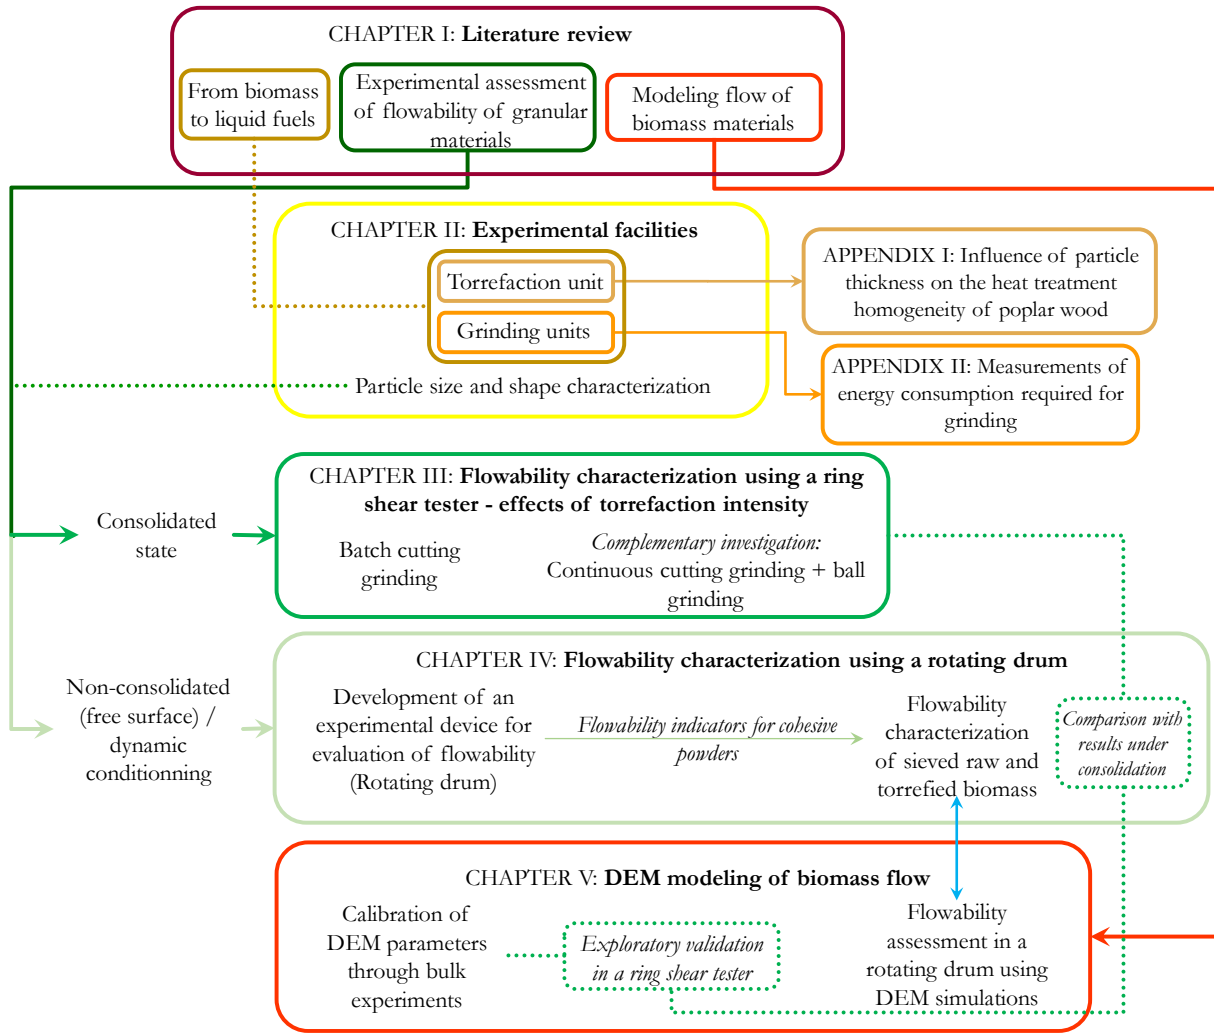 CHAPTER I: Literature review
From biomass
to liquid fuels
Experimental assessment
of flowability of granular
materials
Modeling flow of
biomass materials
CHAPTER II: Experimental facilities
Torrefaction unit
Grinding units
Particle size and shape characterization
APPENDIX I: Influence of particle
thickness on the heat treatment
homogeneity of poplar wood
APPENDIX II: Measurements of
energy consumption required for
grinding
Consolidated
state
CHAPTER III: Flowability characterization using a ring
shear tester - effects of torrefaction intensity
Batch cutting
grinding
Complementary investigation:
Continuous cutting grinding + ball
grinding
Non-consolidated
(free surface) /
dynamic
conditionning
CHAPTER IV: Flowability characterization using a rotating drum
Development of an
experimental device for
evaluation of flowability
(Rotating drum)
Flowability indicators for cohesive
powders
Flowability
characterization
of sieved raw and
torrefied biomass
Comparison with
results under
consolidation
CHAPTER V: DEM modeling of biomass flow
Calibration of
DEM parameters
through bulk
experiments
Exploratory validation
in a ring shear tester
Flowability
assessment in a
rotating drum using
DEM simulations